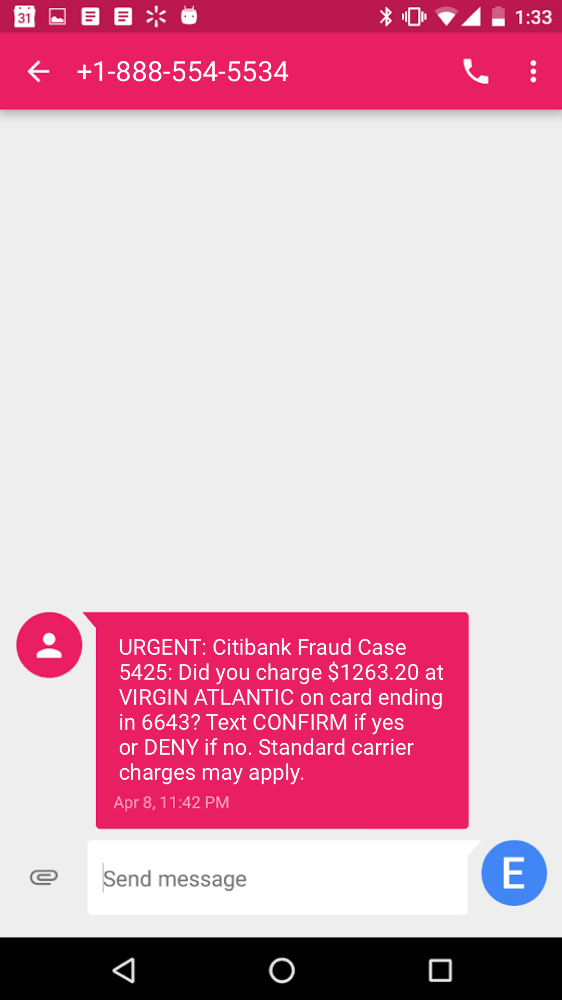 31
1:33
+1-888-554-5534
URGENT: Citibank Fraud Case
5425: Did you charge $1263.20 at
VIRGIN ATLANTIC on card ending
in 6643? Text CONFIRM if yes
or DENY if no. Standard carrier
charges may apply.
Apr 8, 11:42 PM
Send message
E